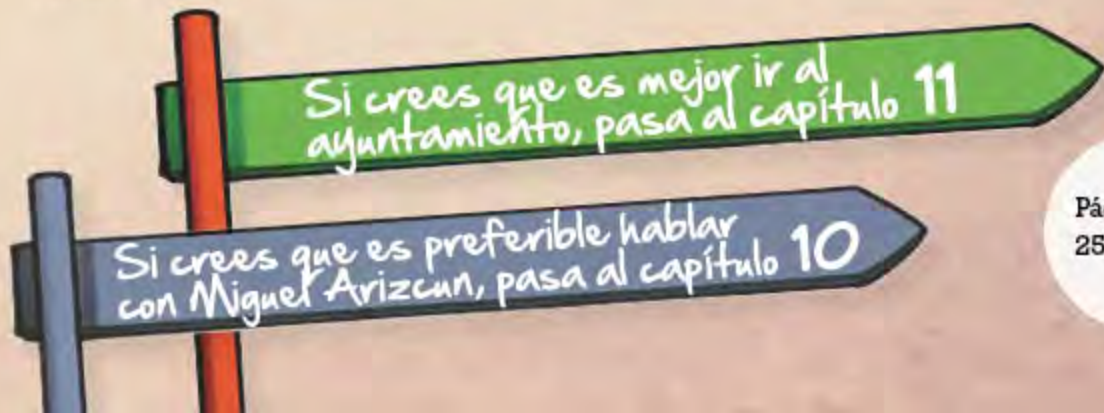 Si crees que es mejor ir al
ayuntamiento, pasa al capítulo 11
Si crees que es preferible hablar
con Miguel Arizcun, pasa al capítulo 10
25